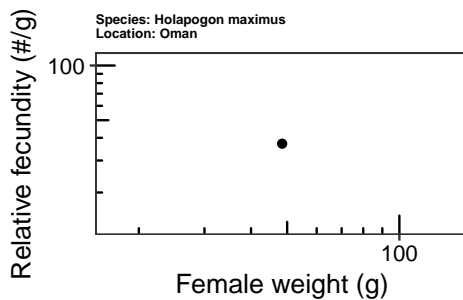 Species: Holapogon maximus
Location: Oman
Relative fecundity (#/g)
100
100
Female weight (g)